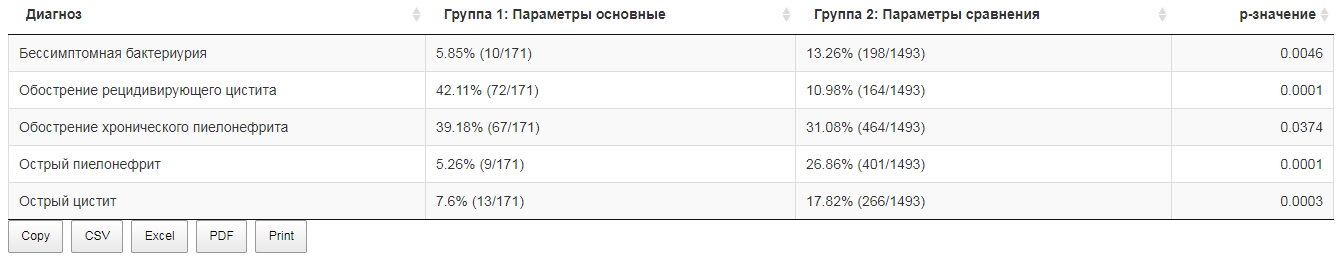 Диагноз Группа 1: Параметры основные Группа 2: Параметры сравнения p-значение
Бессимптомная бактериурия 5.85% (10/171) 13.26% (198/1493) 0.0046
Обострение рецидивирующего цистита 42.11% (72/171) 10.98% (164/1493) 0.0001
Обострение хронического пиелонефрита 39.18% (67/171) 31.08% (464/1493) 0.0374
Острый пиелонефрит 5.26% (9/171) 26.86% (401/1493) 0.0001
Острый цистит 7.6% (13/171) 17.82% (266/1493) 0.0003
Copy CSV Excel PDF Print